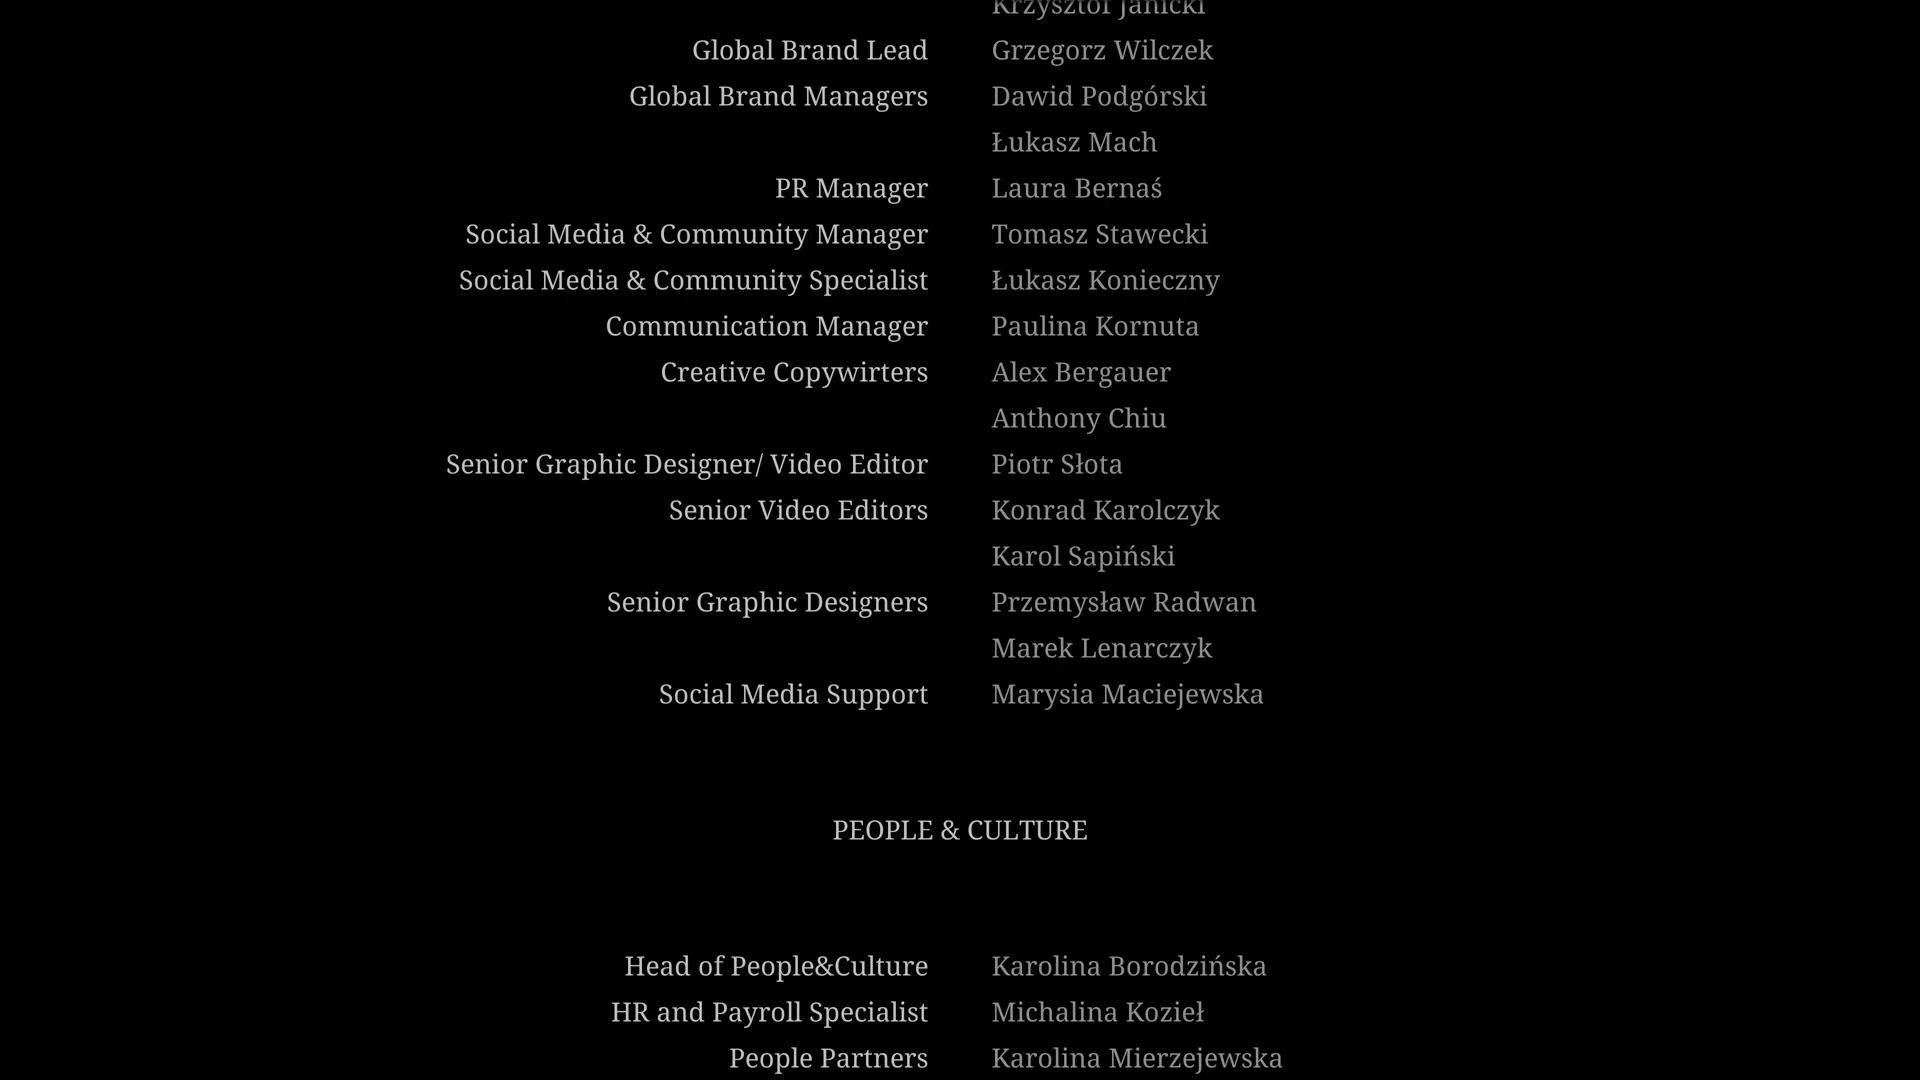 Krzysztof Janicki
Global Brand Lead Grzegorz Wilczek
Global Brand Managers Dawid Podgórski
Łukasz Mach
PR Manager Laura Bernaś
Social Media & Community Manager Tomasz Stawecki
Social Media & Community Specialist Łukasz Konieczny
Communication Manager Paulina Kornuta
Creative Copywirters Alex Bergauer
Anthony Chiu
Senior Graphic Designer/ Video Editor Piotr Słota
Senior Video Editors Konrad Karolczyk
Karol Sapiński
Senior Graphic Designers Przemysław Radwan
Marek Lenarczyk
Social Media Support Marysia Maciejewska
PEOPLE & CULTURE
Head of People&Culture Karolina Borodzińska
HR and Payroll Specialist Michalina Kozieł
People Partners Karolina Mierzejewska